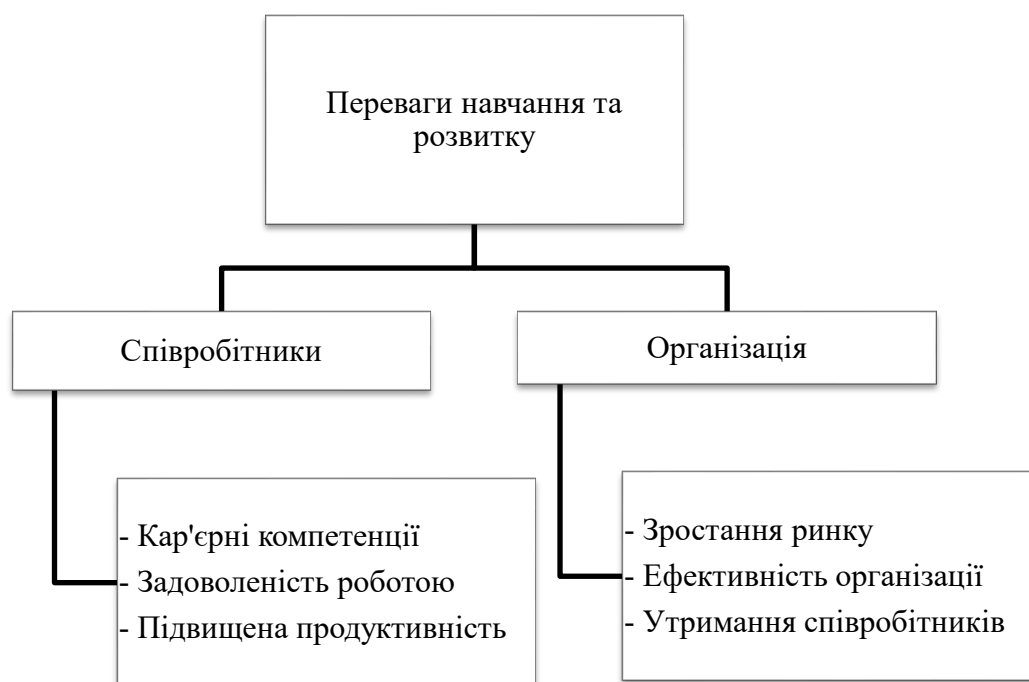 Переваги навчання та
розвитку
Співробітники
Організація
- Кар'єрні компетенції
- Задоволеність роботою
- Підвищена продуктивність
- Зростання ринку
- Ефективність організації
- Утримання співробітників